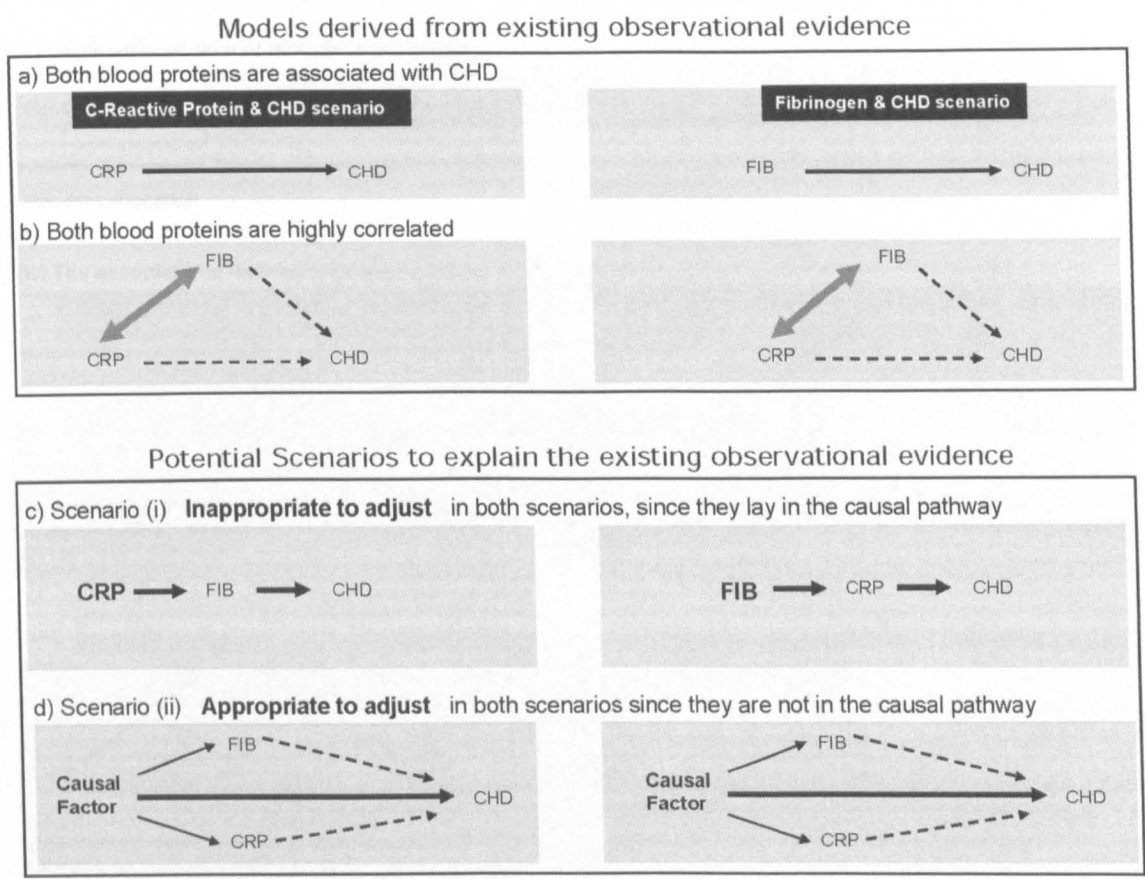 Models derived from existing observational evidence
a) Both blood proteins are associated with CHD
C-Reactive Protein & CHD scenario
Fibrinogen & CHD scenario
CRP
CHD
FIB
CHD
b) Both blood proteins are highly correlated
FIB
CRP
CHD
FIB
CRP
CHD
Potential Scenarios to explain the existing observational evidence
c) Scenario (i) Inappropriate to adjust in both scenarios, since they lay in the causal pathway
CRP
FIB
CHD
FIB
CRP
CHD
d) Scenario (ii) Appropriate to adjust in both scenarios since they are not in the causal pathway
FIB
Causal
Factor
CHD
CRP
FIB
Causal
Factor
CHD
CRP